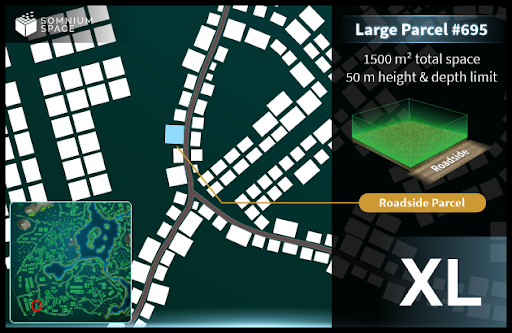 SOMNIUM
SPACE
Large Parcel #695
1500 m² total space
50 m height & depth limit
Roadside
Roadside Parcel
XL